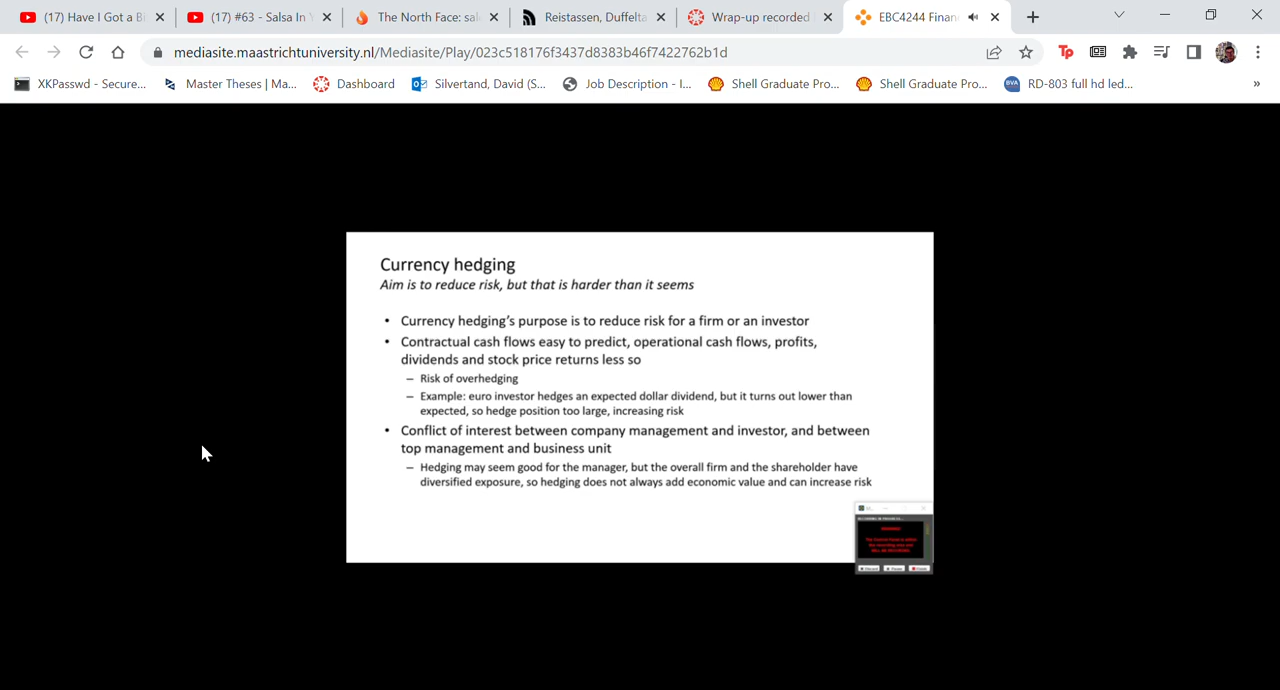 (17) Have I Got a Bi
(17) #63 - Salsa In Y
The North Face: sal
Reistassen, Duffelta
Wrap-up recorded
EBC4244 Finan
mediasite.maastrichtuniversity.nl/Mediasite/Play/023c518176f3437d8383b46f7422762b1d
Tp
XKPasswd - Secure...
Master Theses | Ma...
Dashboard
Silvertand, David (S...
Job Description - I...
Shell Graduate Pro...
Shell Graduate Pro...
BVA
RD-803 full hd led...
»
Currency hedging
Aim is to reduce risk, but that is harder than it seems
• Currency hedging's purpose is to reduce risk for a firm or an investor
• Contractual cash flows easy to predict, operational cash flows, profits,
dividends and stock price returns less so
– Risk of overhedging
– Example: euro investor hedges an expected dollar dividend, but it turns out lower than
expected, so hedge position too large, increasing risk
• Conflict of interest between company management and investor, and between
top management and business unit
– Hedging may seem good for the manager, but the overall firm and the shareholder have
diversified exposure, so hedging does not always add economic value and can increase risk